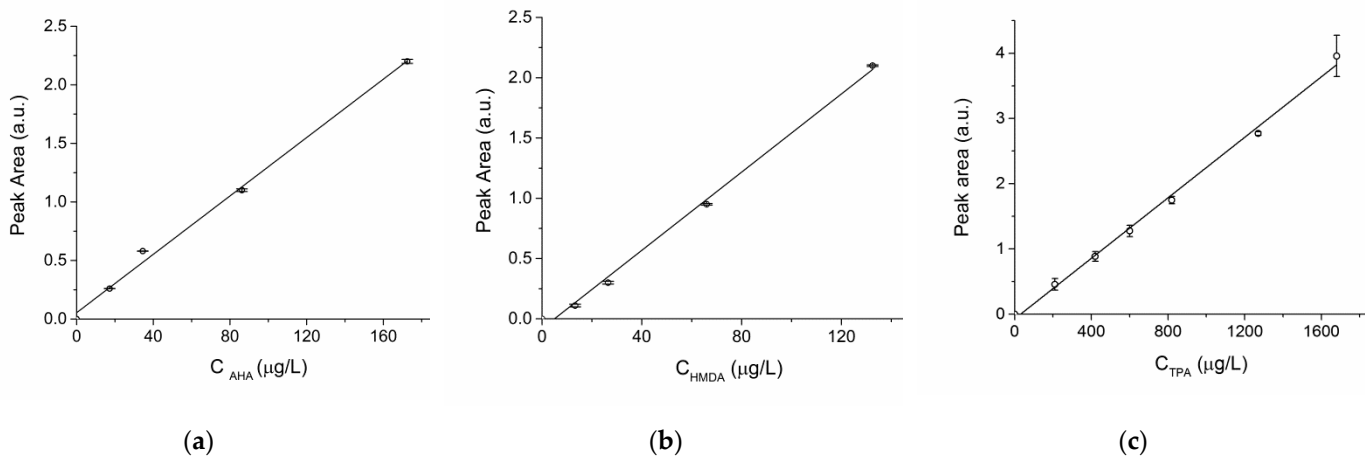 2.5
2.0
1.5
1.0
0.5
0.0
0 40 80 120 160
Peak Area (a.u.)
C AHA (μg/L)
(a)
2.5
2.0
1.5
1.0
0.5
0.0
0 40 80 120
Peak Area (a.u.)
C HMDA (μg/L)
(b)
4
3
2
1
0
0 400 800 1200 1600
Peak area (a.u.)
C TPA (μg/L)
(c)